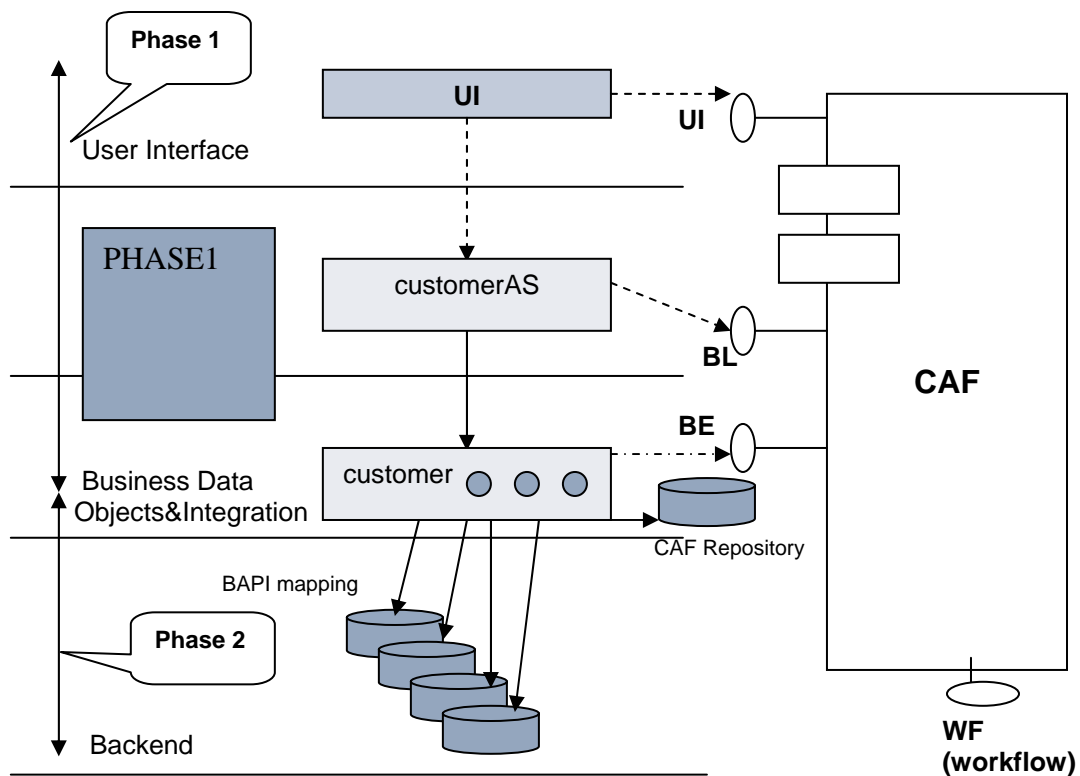 Phase 1
UI
UI
User Interface
PHASE1
customerAS
BL
CAF
BE
customer
Business Data
Objects&Integration
CAF Repository
BAPI mapping
Phase 2
Backend
WF
(workflow)